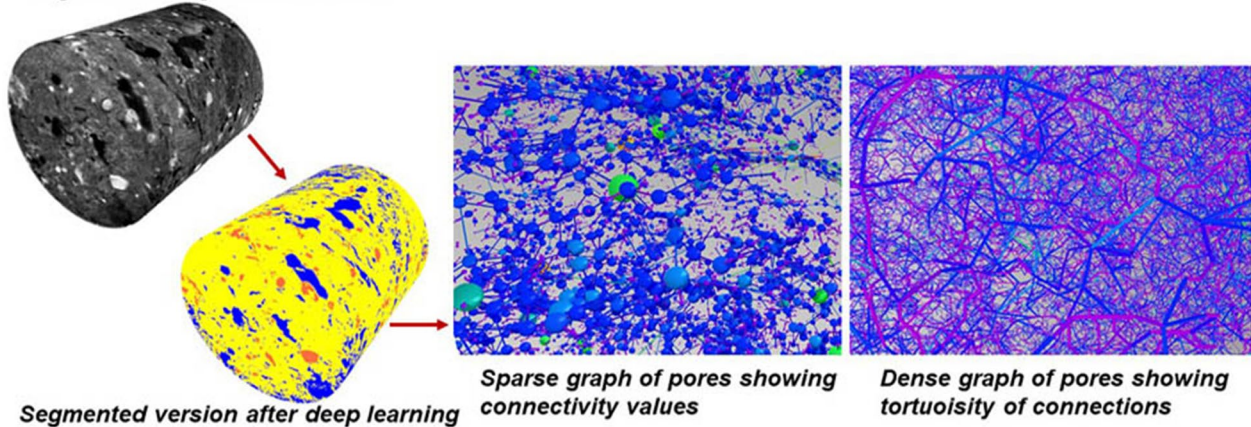 Segmented version after deep learning
Sparse graph of pores showing
connectivity values
Dense graph of pores showing
tortuoisity of connections